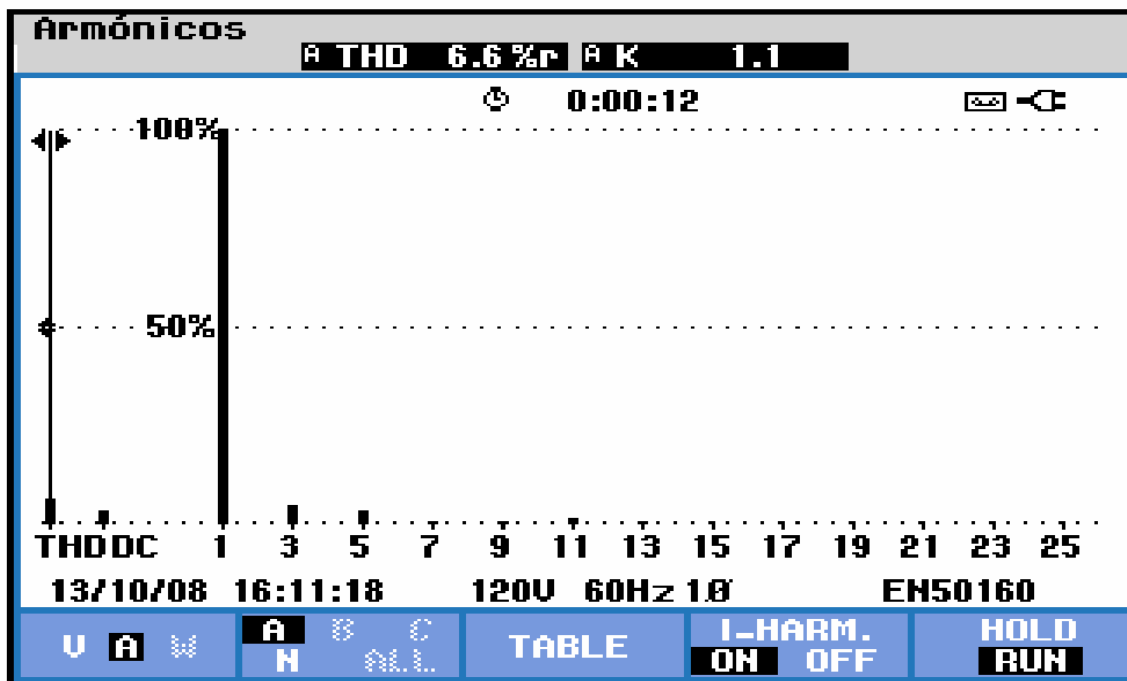 Armónicos
A THD 6.6 %r A K 1.1
0:00:12
100%
50%
THD DC 1 3 5 7 9 11 13 15 17 19 21 23 25
13/10/08 16:11:18 120V 60Hz 1Ø EN50160
V A W
A B C
N ALL
TABLE
I-HARM.
ON OFF
HOLD
RUN